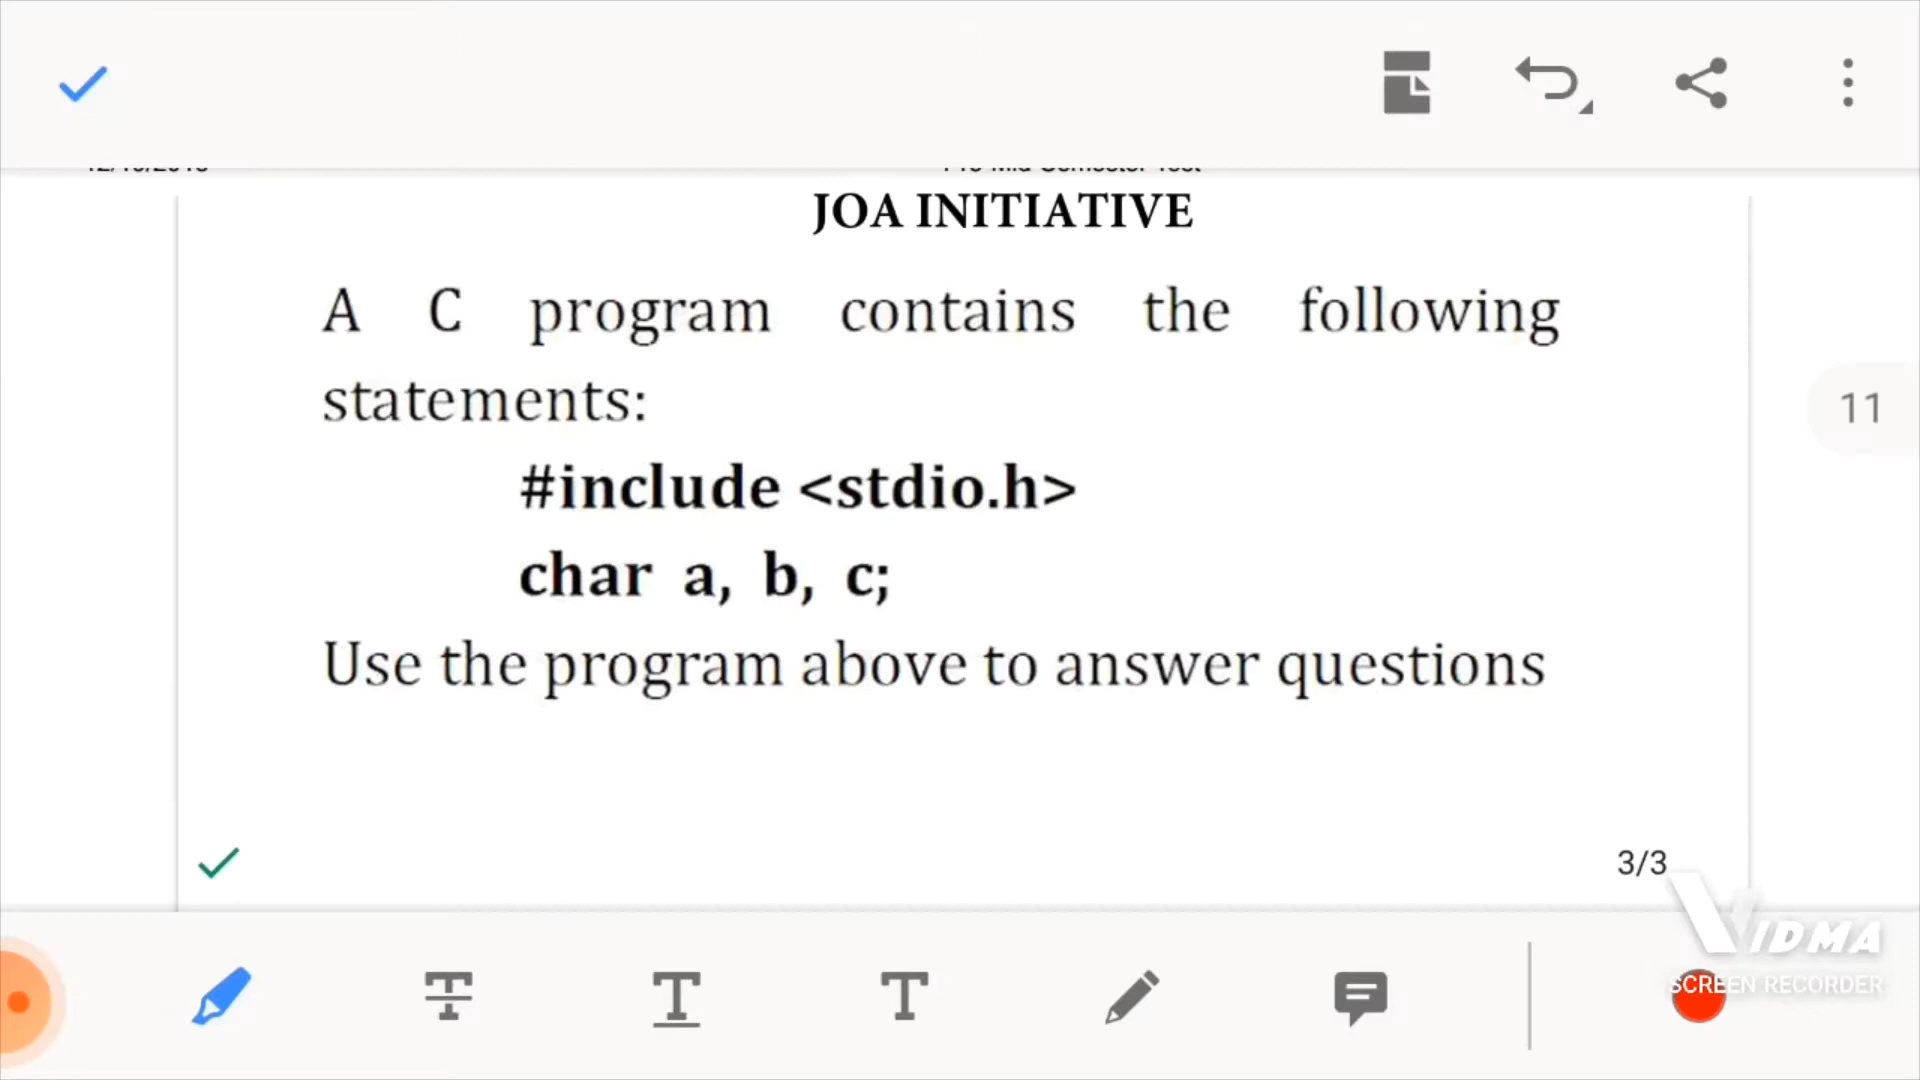 JOA INITIATIVE
A C program contains the following
statements:
#include <stdio.h>
char a, b, c;
Use the program above to answer questions
11
3/3
VIDMA
SCREEN RECORDER